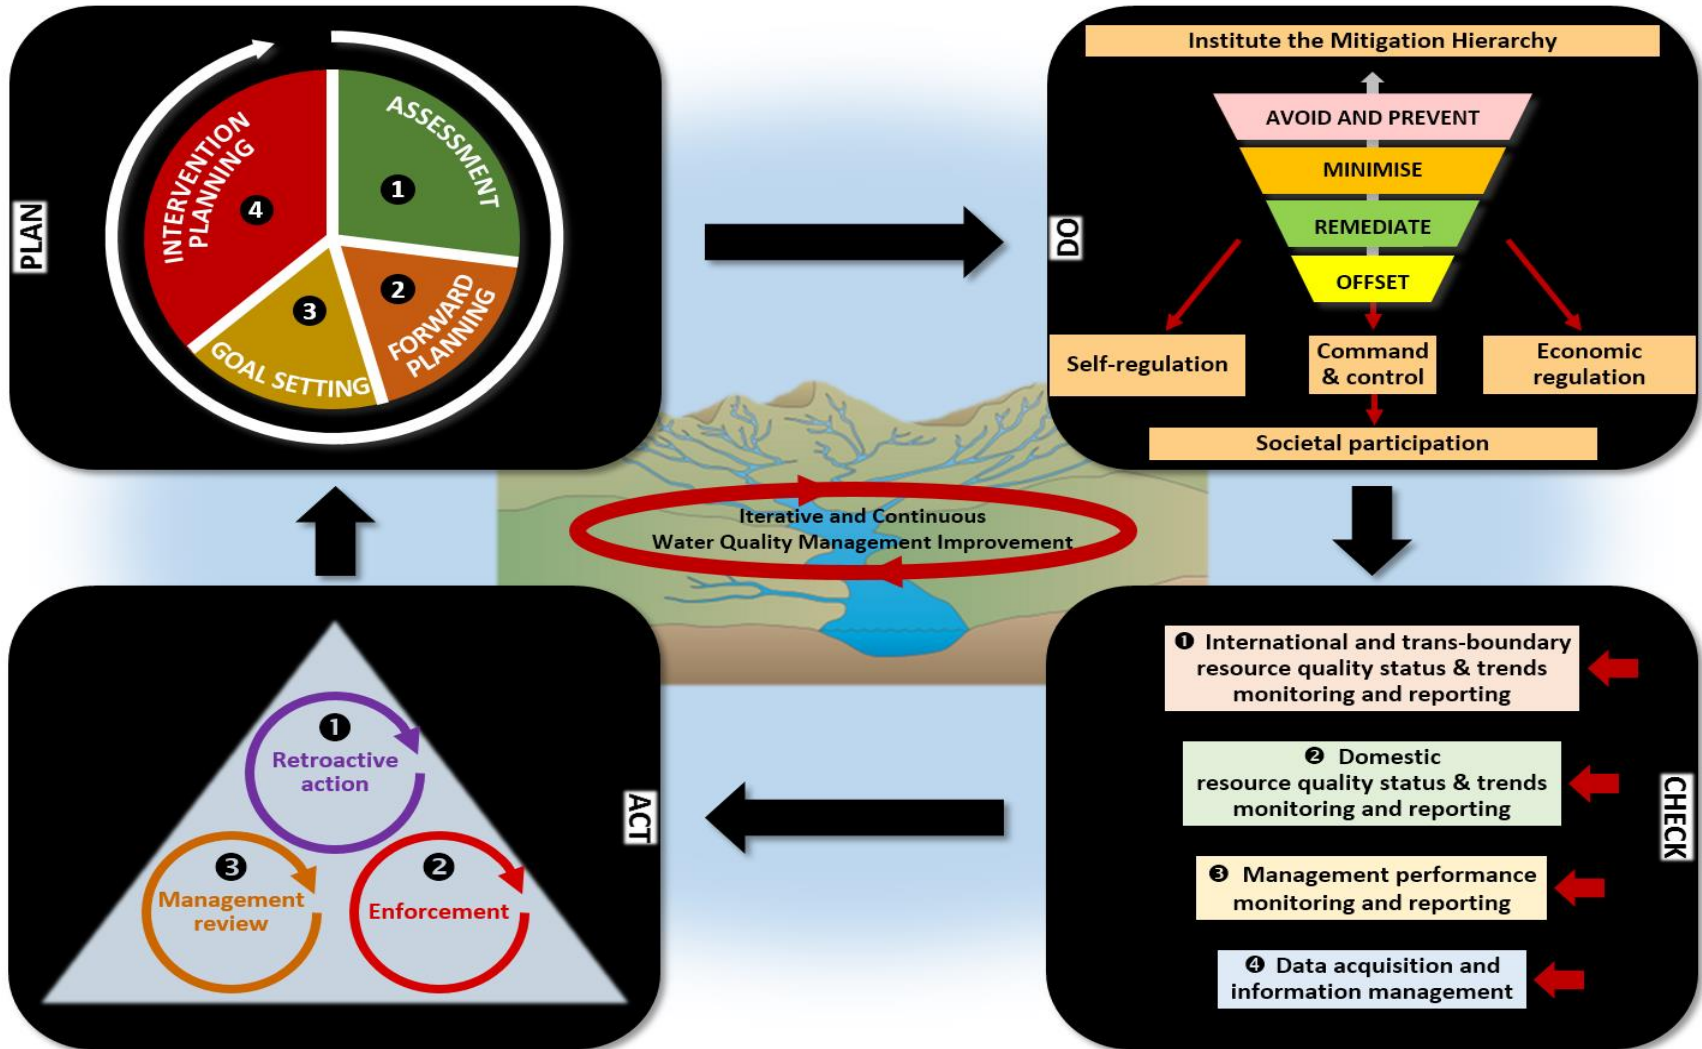 PLAN
ASSESSMENT
1
FORWARD
PLANNING
2
GOAL SETTING
3
INTERVENTION
PLANNING
4
DO
Institute the Mitigation Hierarchy
AVOID AND PREVENT
MINIMISE
REMEDIATE
OFFSET
Self-regulation
Command
& control
Economic
regulation
Societal participation
Iterative and Continuous
Water Quality Management Improvement
CHECK
❶ International and trans-boundary
resource quality status & trends
monitoring and reporting
❷ Domestic
resource quality status & trends
monitoring and reporting
❸ Management performance
monitoring and reporting
❹ Data acquisition and
information management
ACT
❶
Retroactive
action
❷
Enforcement
❸
Management
review